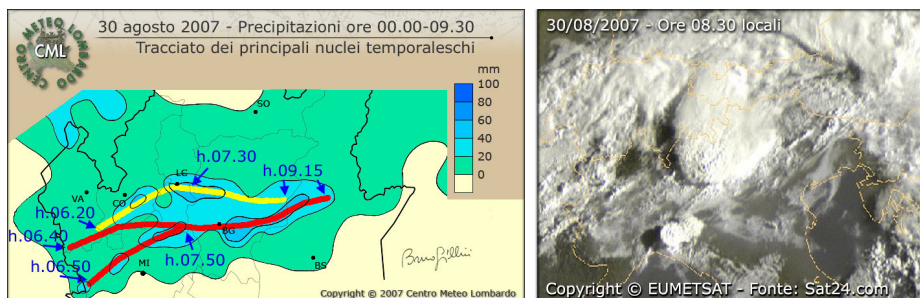 30 agosto 2007 - Precipitazioni ore 00.00-09.30
Tracciato dei principali nuclei temporaleschi
CENTRO METEO LOMBARDO
CML
mm
100
80
60
40
20
0
SO
h.07.30
h.09.15
LC
VA
CO
h.06.20
h.06.40
BG
h.06.50
h.07.50
MI
BS
Copyright © 2007 Centro Meteo Lombardo
30/08/2007 - Ore 08.30 locali
Copyright © EUMETSAT - Fonte: Sat24.com